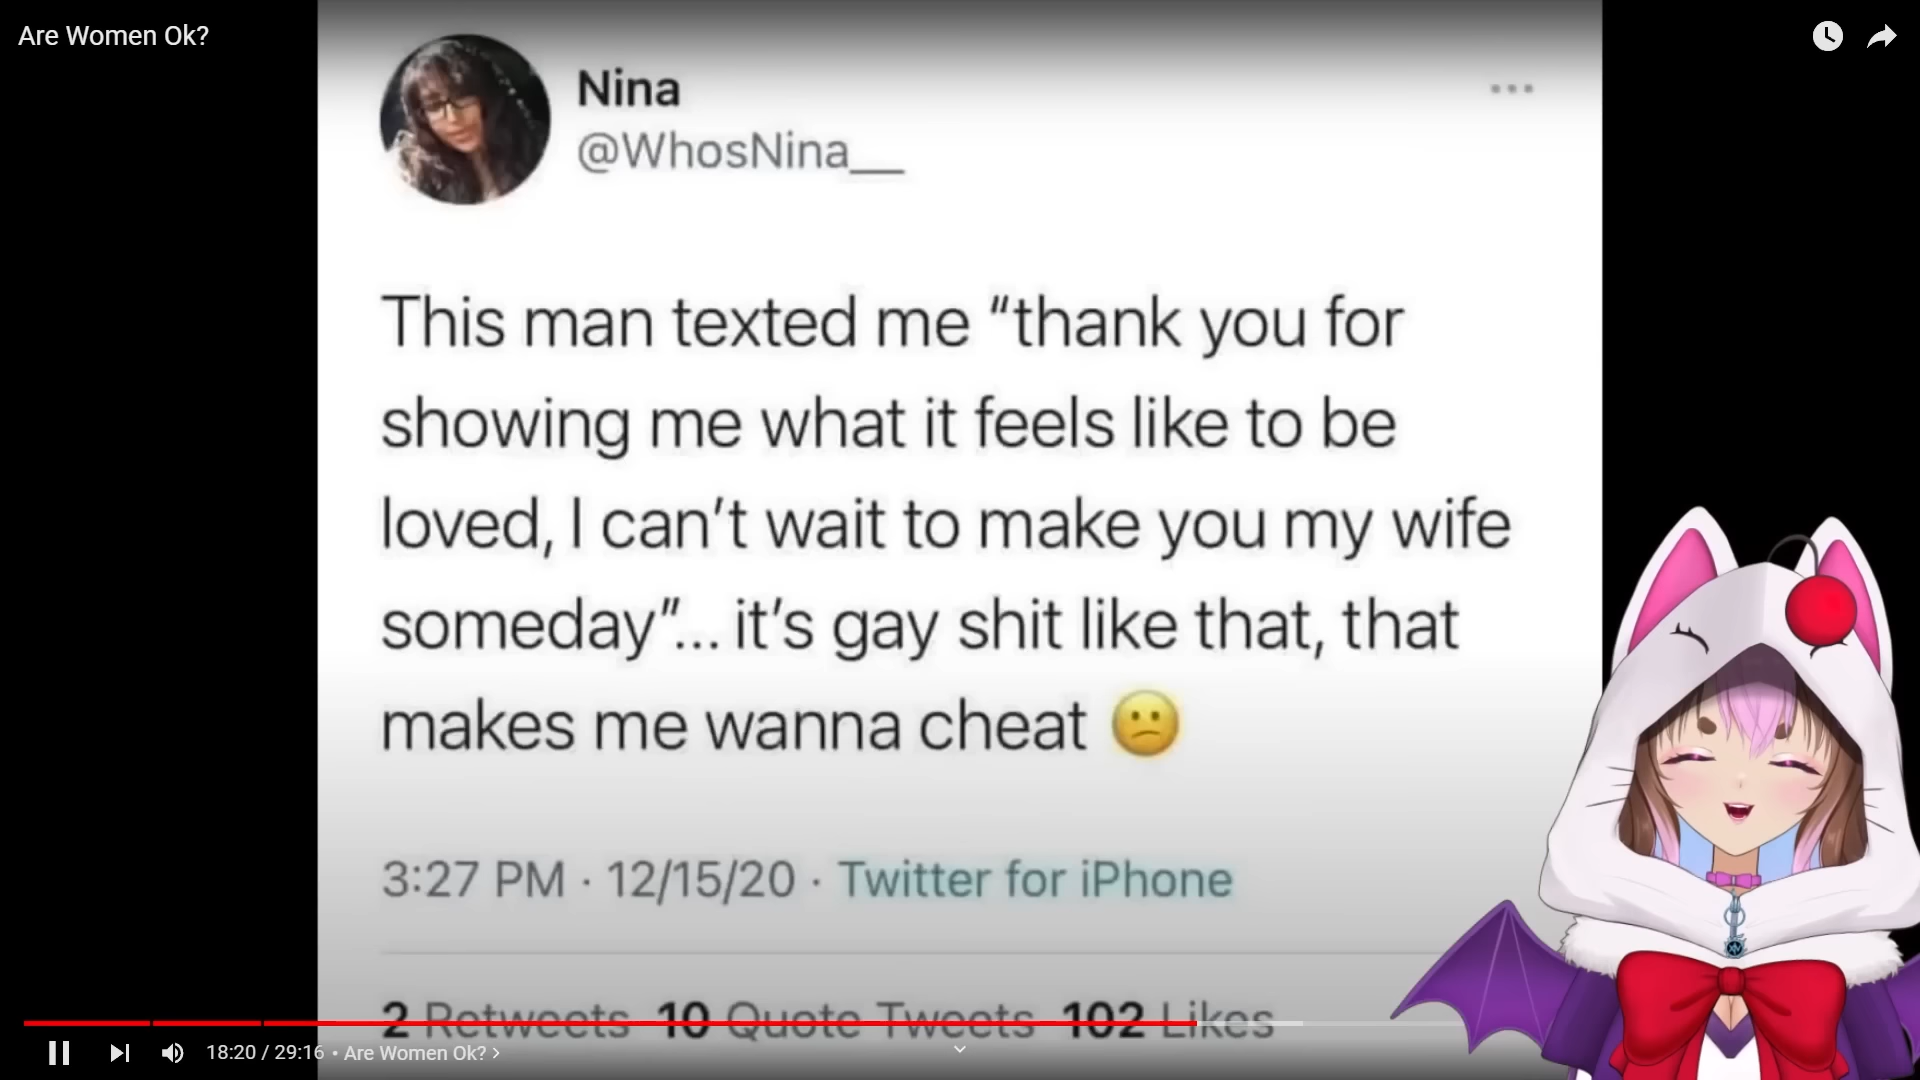 Are Women Ok?
Nina
@WhosNina__
This man texted me “thank you for
showing me what it feels like to be
loved, I can’t wait to make you my wife
someday”... it’s gay shit like that, that
makes me wanna cheat 😕
3:27 PM · 12/15/20 · Twitter for iPhone
2 Retweets 10 Quote Tweets 102 Likes
18:20 / 29:16 • Are Women Ok? >